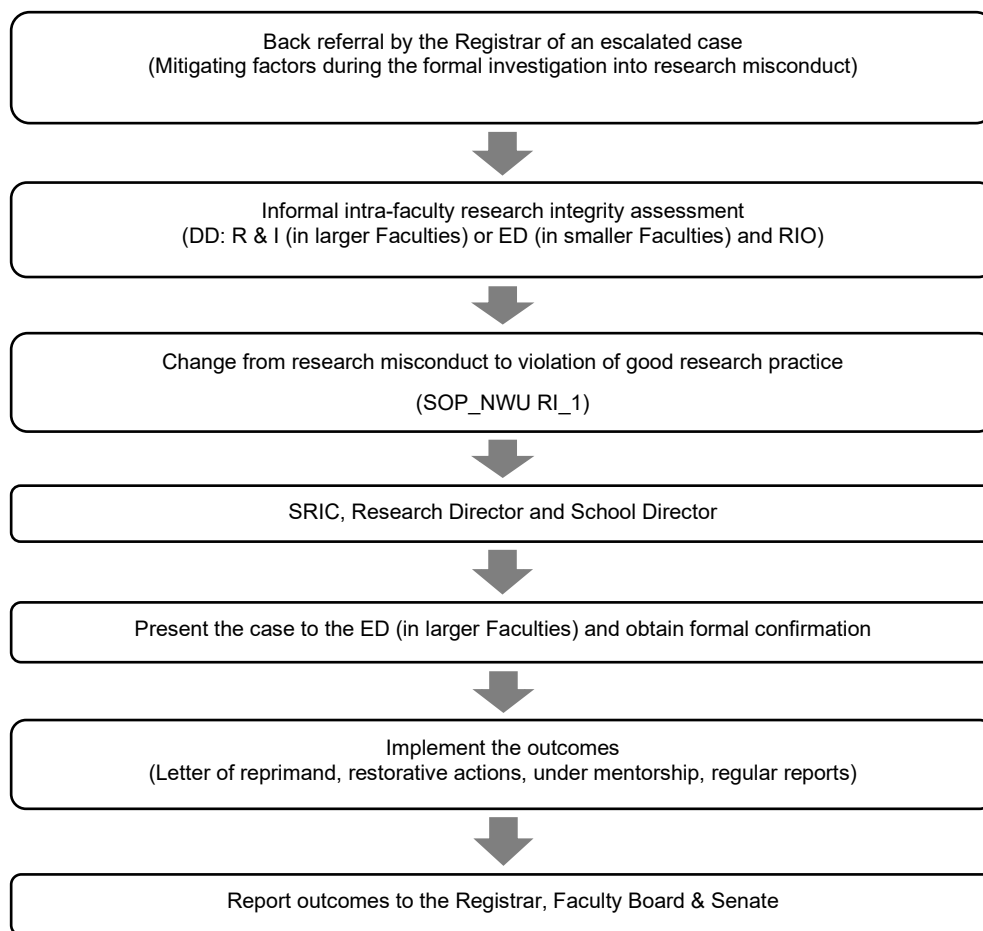 Back referral by the Registrar of an escalated case
(Mitigating factors during the formal investigation into research misconduct)
Informal intra-faculty research integrity assessment
(DD: R & I (in larger Faculties) or ED (in smaller Faculties) and RIO)
Change from research misconduct to violation of good research practice
(SOP_NWU RI_1)
SRIC, Research Director and School Director
Present the case to the ED (in larger Faculties) and obtain formal confirmation
Implement the outcomes
(Letter of reprimand, restorative actions, under mentorship, regular reports)
Report outcomes to the Registrar, Faculty Board & Senate